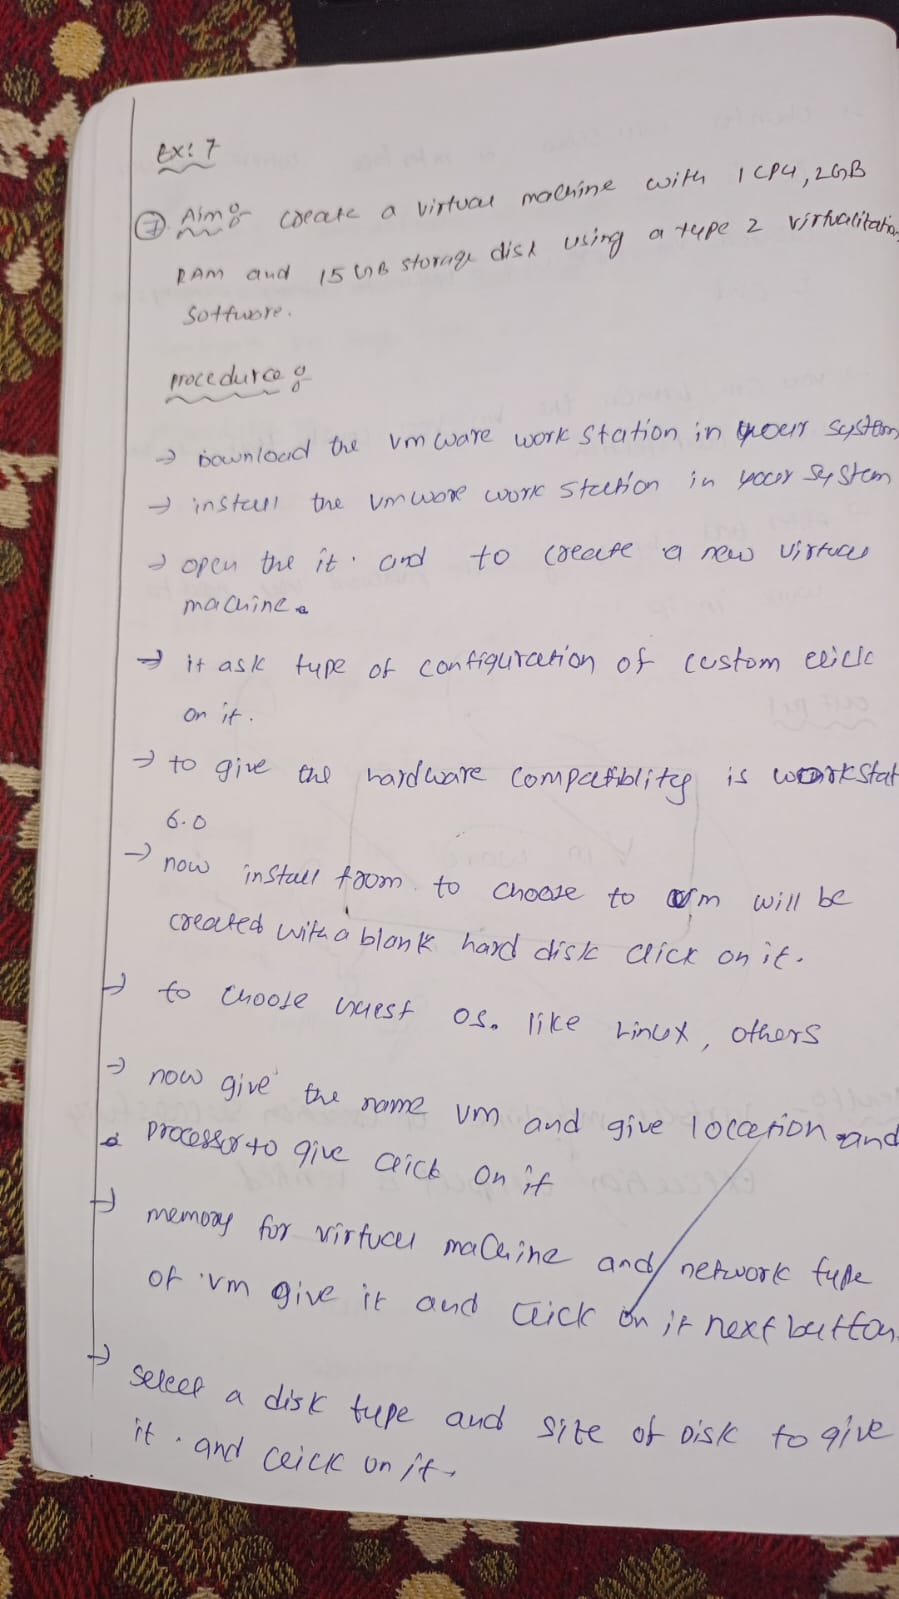 Ex: 7
7 Aim :- create a virtual machine with 1 CPU, 2GB
RAM and 15 GB storage disk using a type 2 virtualitation
Software.
procedure :-
→ Download the vm ware work station in your system
→ install the vmware work station in your system
→ open the it . and to create a new virtual
machine.
→ it ask type of configuration of custom click
on it .
→ to give the hardware compatiblity is workstat
6.0
→ now install from to choose to vm will be
created with a blank hard disk click on it .
→ to choose guest os. like Linux , others
→ now give the name vm and give location and
processor to give click on it
→ memory for virtual machine and network type
of vm give it and click on it next button.
→ select a disk type and site of Disk to give
it . and click on it .